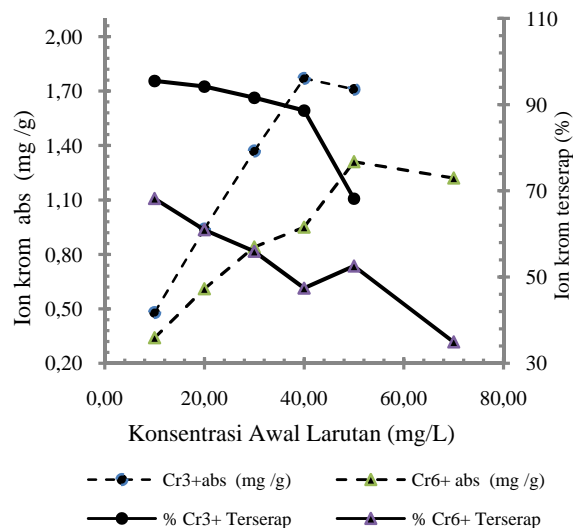 Ion krom abs (mg /g)
2,00
1,70
1,40
1,10
0,80
0,50
0,20
110
90
70
50
30
Ion krom terserap (%)
0,00 20,00 40,00 60,00 80,00
Konsentrasi Awal Larutan (mg/L)
Cr3+abs (mg /g) Cr6+ abs (mg /g)
% Cr3+ Terserap % Cr6+ Terserap